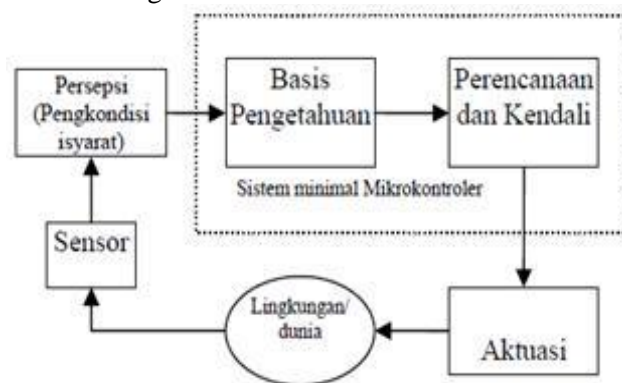 Persepsi
(Pengkondisi
isyarat)
Basis
Pengetahuan
Perencanaan
dan Kendali
Sistem minimal Mikrokontroler
Sensor
Lingkungan/
dunia
Aktuasi